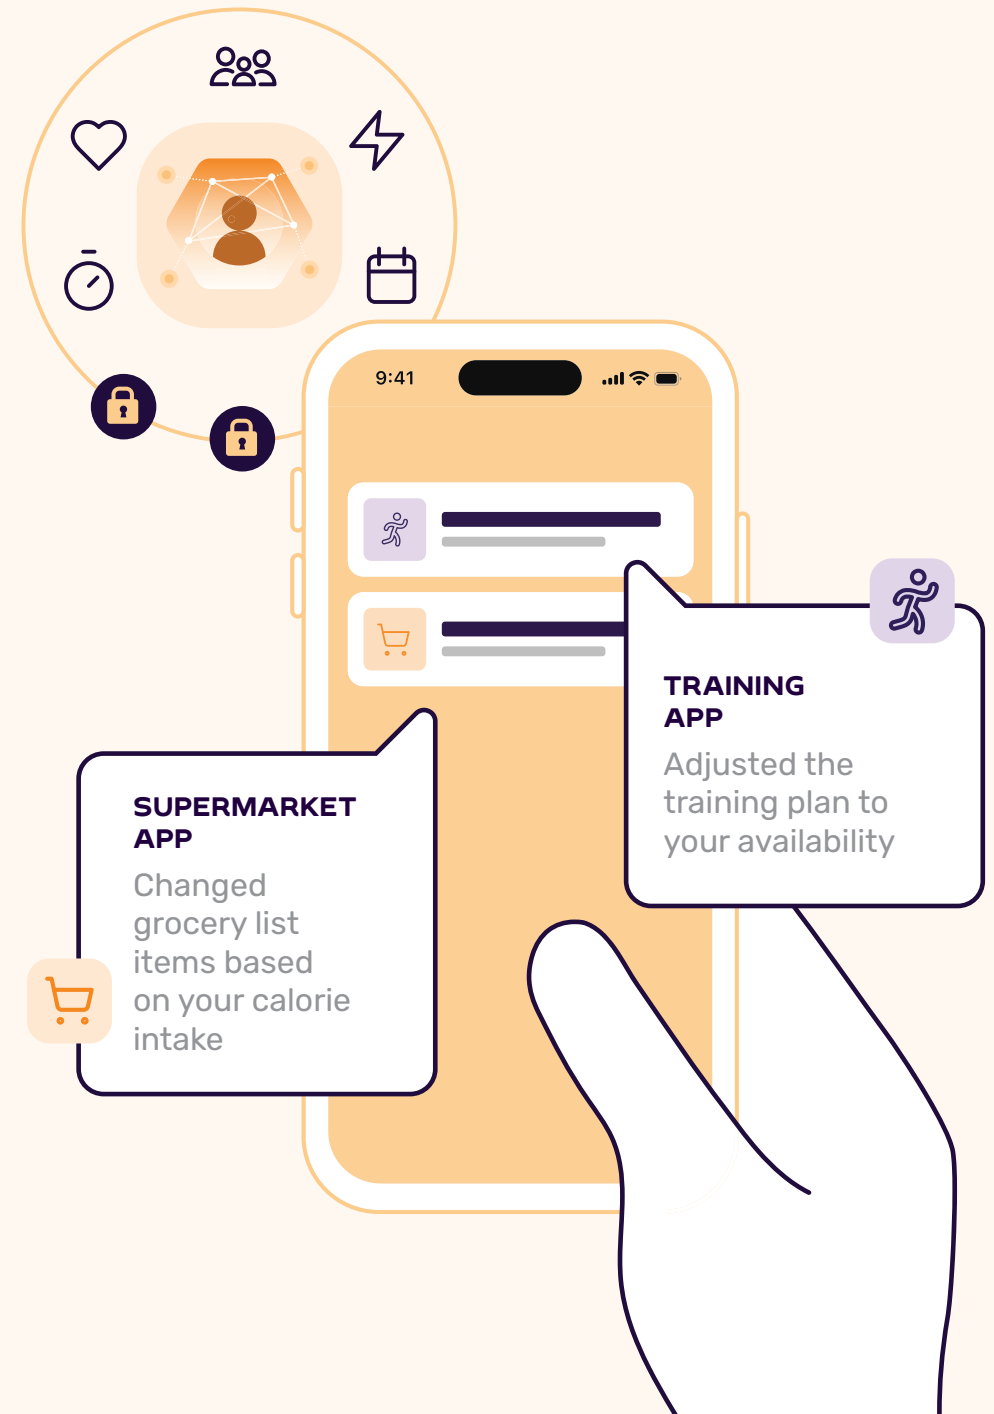 9:41
TRAINING
APP
Adjusted the
training plan to
your availability
SUPERMARKET
APP
Changed
grocery list
items based
on your calorie
intake